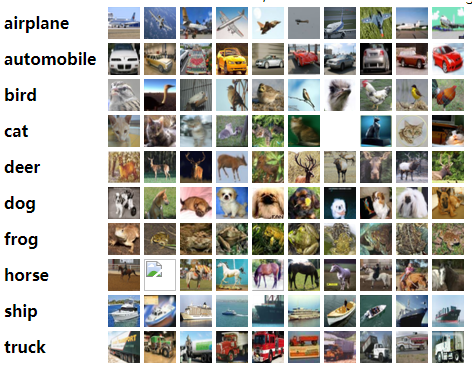 airplane
automobile
bird
cat
deer
dog
frog
horse
ship
truck